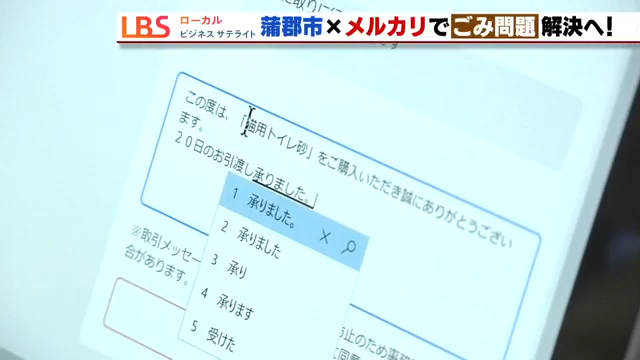 LBS
ローカル
ビジネス サテライト
蒲郡市×メルカリでごみ問題解決へ!
この度は、「猫用トイレ砂」をご購入いただき誠にありがとうござい
ます。
20日のお引渡し承りました。」
1 承りました。
2 承りました
3 承り
4 承ります
5 受けた
※取引メッセー
合があります。